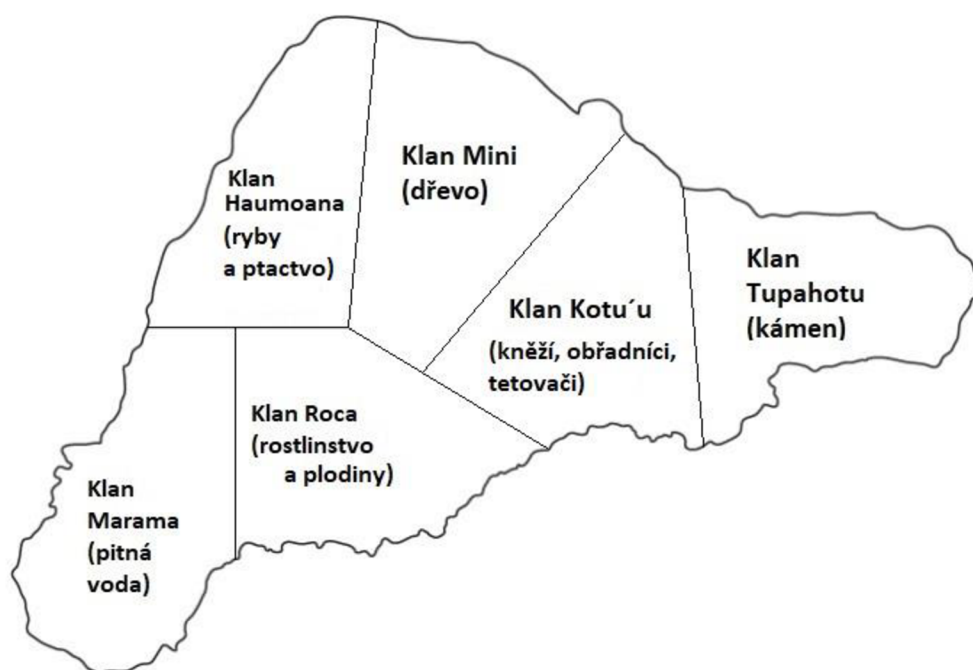 Klan
Haumoana
(ryby
a ptactvo)
Klan Mini
(dřevo)
Klan Kotu´u
(kněží, obřadníci,
tetovači)
Klan
Tupahotu
(kámen)
Klan Roca
(rostlinstvo
a plodiny)
Klan
Marama
(pitná
voda)